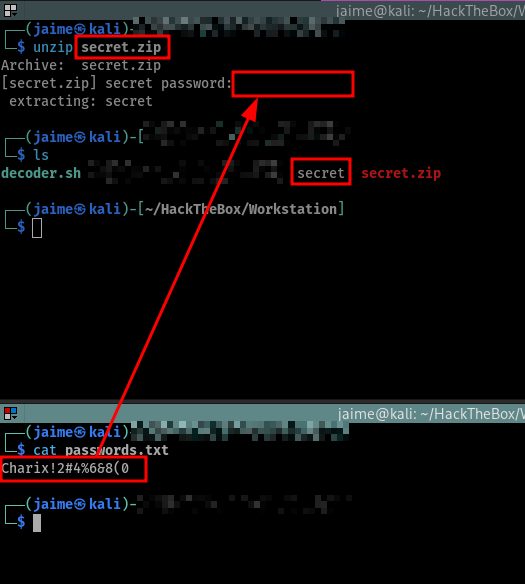 jaime@kali: ~/HackTheBox/W
┌──(jaime㉿kali)-[
└─$ unzip secret.zip
Archive:  secret.zip
[secret.zip] secret password:
 extracting: secret
┌──(jaime㉿kali)-[
└─$ ls
decoder.sh secret secret.zip
┌──(jaime㉿kali)-[~/HackTheBox/Workstation]
└─$
jaime@kali: ~/HackTheBox/W
┌──(jaime㉿kali)-
└─$ cat passwords.txt
Charix!2#4%6&8(0
┌──(jaime㉿kali)-
└─$